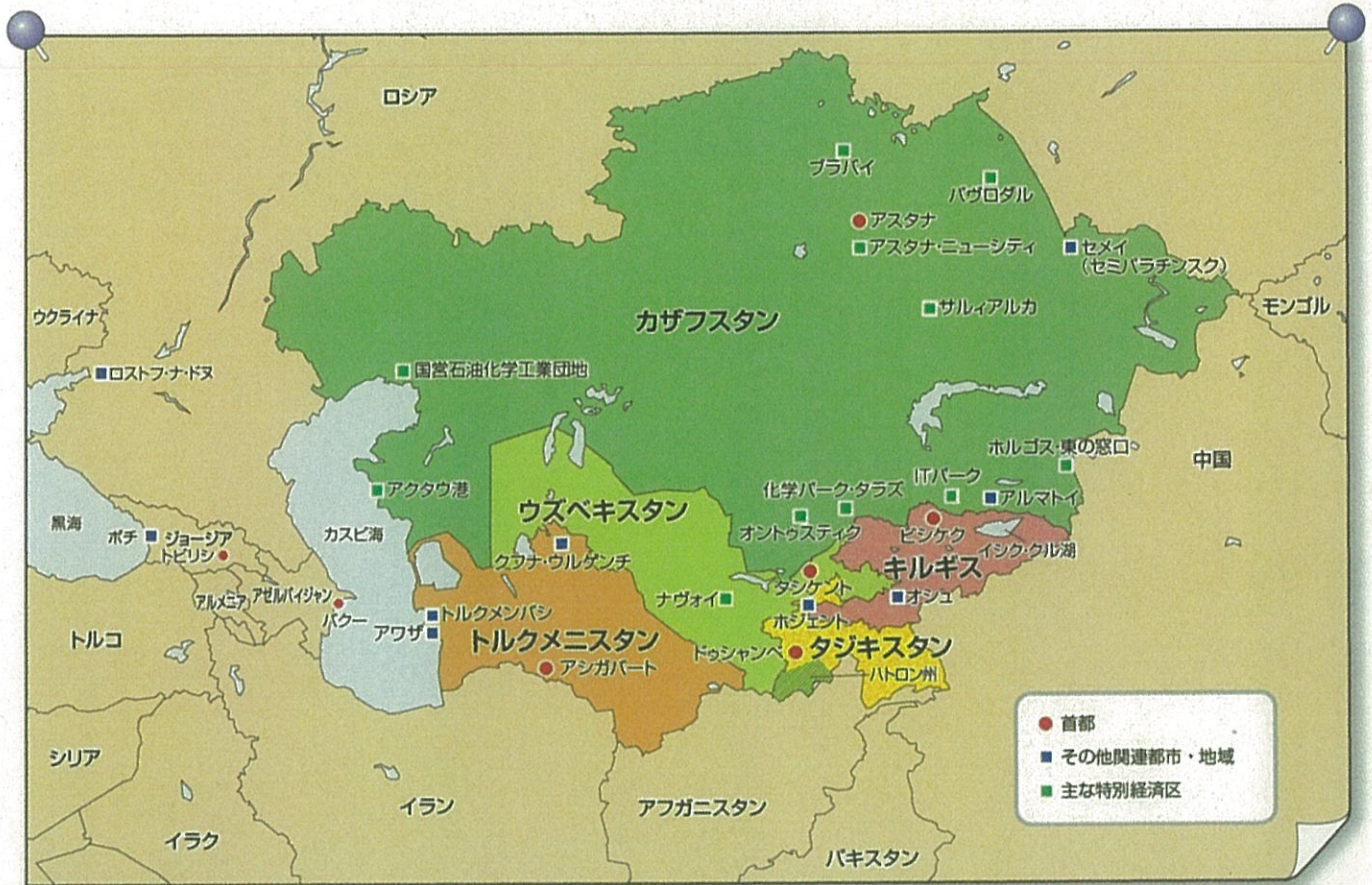 ロシア
ブラバイ
パヴロダル
アスタナ
アスタナ・ニューシティ
セメイ
(セミパラチンスク)
サルィアルカ
カザフスタン
ウクライナ
モンゴル
ロストフ・ナ・ドヌ
国営石油化学工業団地
ホルゴス・東の窓口
中国
アクタウ港
化学パーク・タラズ
ITパーク
アルマトイ
ウズベキスタン
オントゥスティク
ビシケク
イシク・クル湖
黒海
ポチ
ジョージア
トビリシ
カスピ海
クフナ・ウルゲンチ
キルギス
タシケント
アルメニア
アゼルバイジャン
バクー
ナヴォイ
オシュ
ホジェント
トルクメンバシ
アワザ
トルコ
トルクメニスタン
ドゥシャンベ
タジキスタン
アシガバート
ハトロン州
シリア
イラン
アフガニスタン
イラク
パキスタン
首都
その他関連都市・地域
主な特別経済区